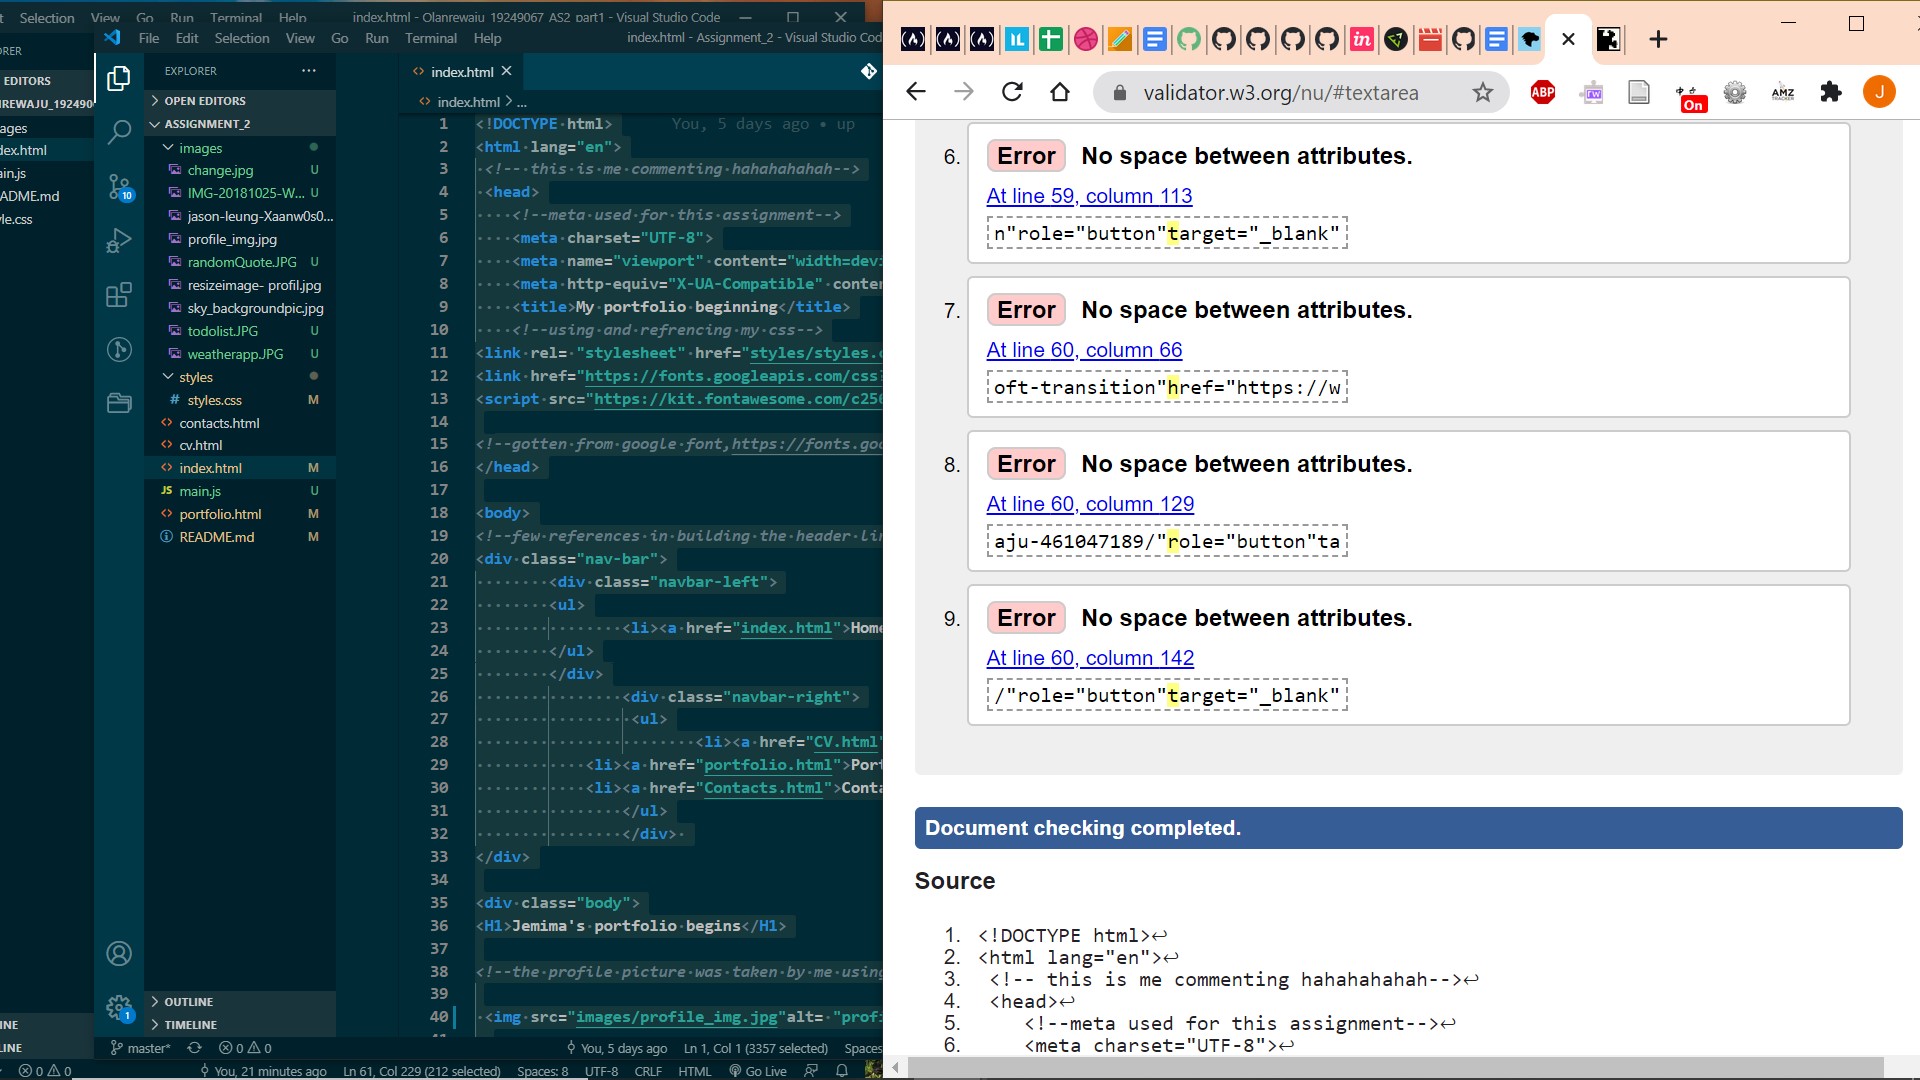 Selection View Go Run Terminal Help index.html - Olanrewaju_19249067_AS2_part1 - Visual Studio Code
File Edit Selection View Go Run Terminal Help index.html - Assignment_2 - Visual Studio Cod
ORER
EDITORS
REWAJU_192490
ages
dex.html
ain.js
ADME.md
yle.css
INE
LINE
EXPLORER ...
OPEN EDITORS
ASSIGNMENT_2
images
change.jpg U
IMG-20181025-W... U
jason-leung-Xaanw0s0...
profile_img.jpg
randomQuote.JPG U
resizeimage- profil.jpg
sky_backgroundpic.jpg
todolist.JPG U
weatherapp.JPG U
styles
# styles.css M
contacts.html
cv.html
index.html M
JS main.js U
portfolio.html M
README.md M
OUTLINE
TIMELINE
10
1
index.html
index.html > ...
1 <!DOCTYPE html> You, 5 days ago • up
2 <html lang="en">
3 <!-- this is me commenting hahahahahah-->
4 <head>
5 <!--meta used for this assignment-->
6 <meta charset="UTF-8">
7 <meta name="viewport" content="width=devi
8 <meta http-equiv="X-UA-Compatible" conten
9 <title>My portfolio beginning</title>
10 <!--using and refrencing my css-->
11 <link rel= "stylesheet" href="styles/styles.c
12 <link href="https://fonts.googleapis.com/css?
13 <script src="https://kit.fontawesome.com/c256
14
15 <!--gotten from google font,https://fonts.goo
16 </head>
17
18 <body>
19 <!--few references in building the header lin
20 <div class="nav-bar">
21 <div class="navbar-left">
22 <ul>
23 <li><a href="index.html">Home
24 </ul>
25 </div>
26 <div class="navbar-right">
27 <ul>
28 <li><a href="CV.html"
29 <li><a href="portfolio.html">Port
30 <li><a href="Contacts.html">Conta
31 </ul>
32 </div>
33 </div>
34
35 <div class="body">
36 <H1>Jemima's portfolio begins</H1>
37
38 <!--the profile picture was taken by me using
39
40 <img src="images/profile_img.jpg"alt= "prof
master* 0 0 You, 5 days ago Ln 1, Col 1 (3357 selected) Spaces
0 0 You, 21 minutes ago Ln 61, Col 229 (212 selected) Spaces: 8 UTF-8 CRLF HTML Go Live
validator.w3.org/nu/#textarea
ABP
rw
On
AMZ
TRACKER
J
6. Error No space between attributes.
At line 59, column 113
n"role="button"target="_blank"
7. Error No space between attributes.
At line 60, column 66
oft-transition"href="https://w
8. Error No space between attributes.
At line 60, column 129
aju-461047189/"role="button"ta
9. Error No space between attributes.
At line 60, column 142
/"role="button"target="_blank"
Document checking completed.
Source
1. <!DOCTYPE html>↩
2. <html lang="en">↩
3. <!-- this is me commenting hahahahahah-->↩
4. <head>↩
5. <!--meta used for this assignment-->↩
6. <meta charset="UTF-8">↩